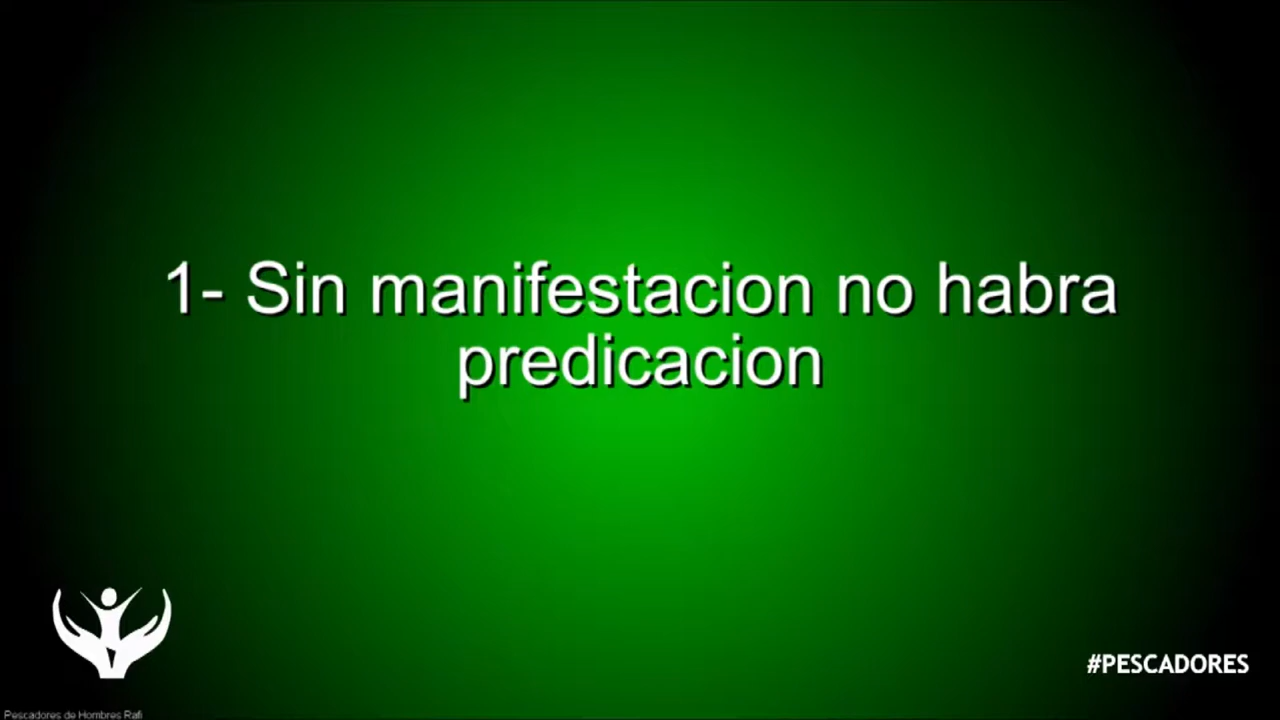 1- Sin manifestacion no habra
predicacion
#PESCADORES
Pescadores de Hombres Rafi